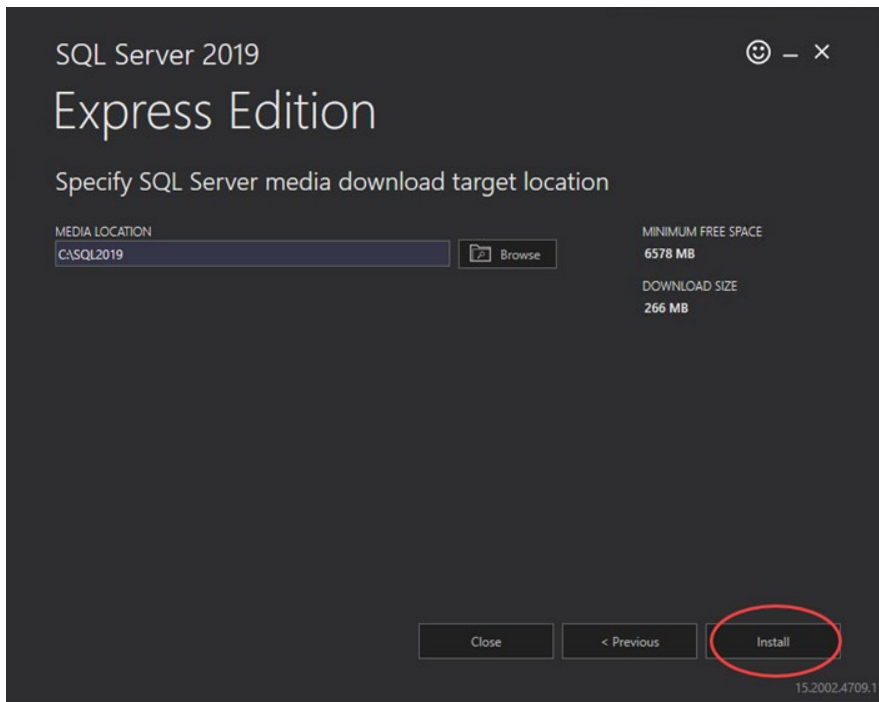 SQL Server 2019
Express Edition
Specify SQL Server media download target location
MEDIA LOCATION
C:\SQL2019
Browse
MINIMUM FREE SPACE
6578 MB
DOWNLOAD SIZE
266 MB
Close
< Previous
Install
15.2002.4709.1